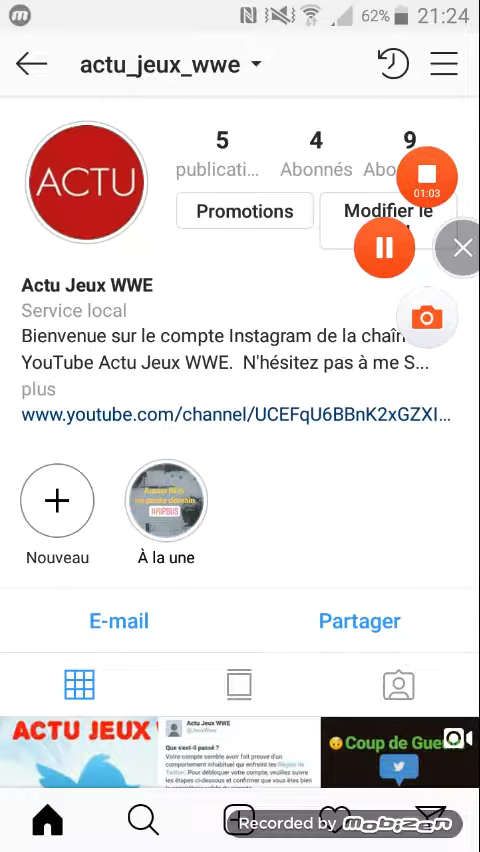 62% 21:24
actu_jeux_wwe
ACTU
5 4 9
publicati... Abonnés
01:03
Promotions
Modifier le
Actu Jeux WWE
Service local
Bienvenue sur le compte Instagram de la
YouTube Actu Jeux WWE. N'hésitez pas à me S...
plus
www.youtube.com/channel/UCEFqU6BBnK2xGZXI...
#RIPBUS
Nouveau
À la une
E-mail
Partager
ACTU JEUX
Actu Jeux WWE
Que s'est-il passé ?
Votre compte semble avoir fait preuve d'un
comportement inhabituel qui enfreint les Règles de
Twitter. Pour débloquer votre compte, veuillez suivre
les étapes ci-dessous et confirmer que vous êtes bien
Coup de
Recorded by mobizen